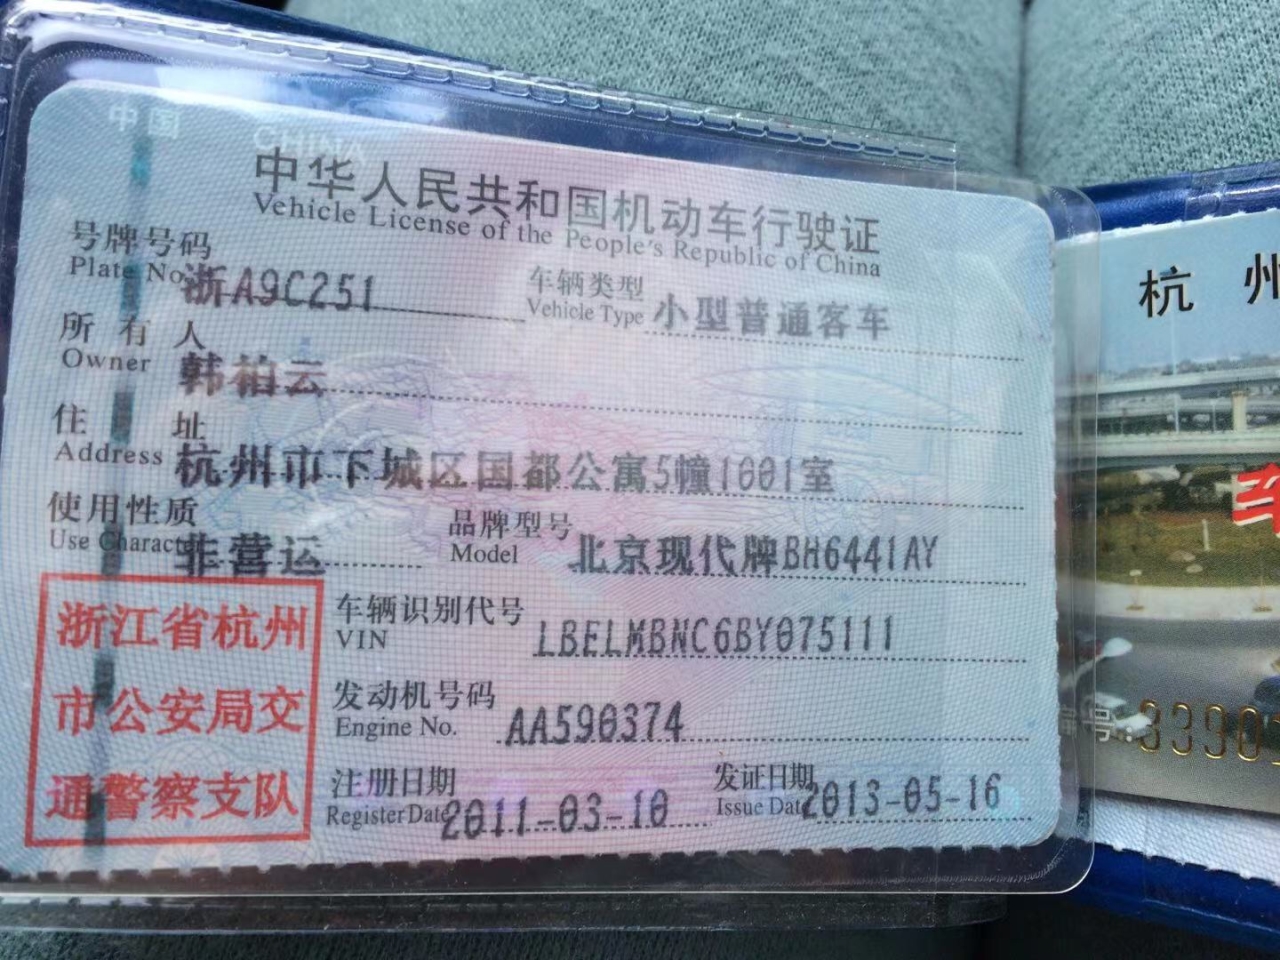 中国 CHINA
中华人民共和国机动车行驶证
Vehicle License of the People's Republic of China
号牌号码 浙A9C251 车辆类型 小型普通客车
Plate No. Vehicle Type
所有人 韩柏云
Owner
住址 杭州市下城区国都公寓5幢1001室
Address
使用性质 非营运 品牌型号 北京现代牌BH6441AY
Use Character Model
浙江省杭州
市公安局交
通警察支队
车辆识别代号 LBELMBNC6BY075111
VIN
发动机号码 AA590374
Engine No.
注册日期 2011-03-10 发证日期 2013-05-16
Register Date Issue Date
杭州
号:3390